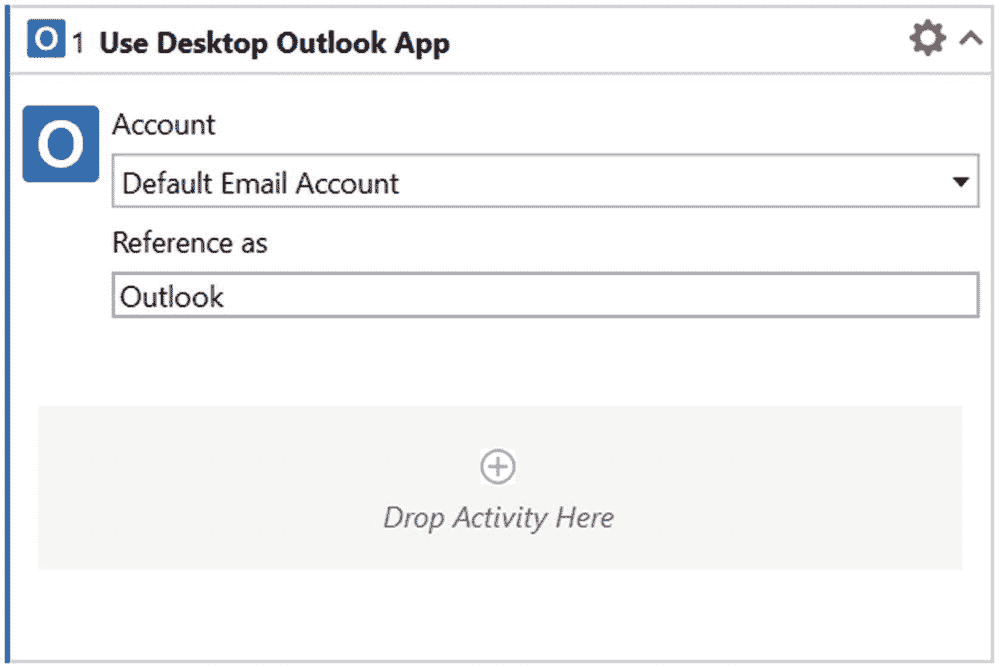 O 1 Use Desktop Outlook App
O
Account
Default Email Account
Reference as
Outlook
Drop Activity Here